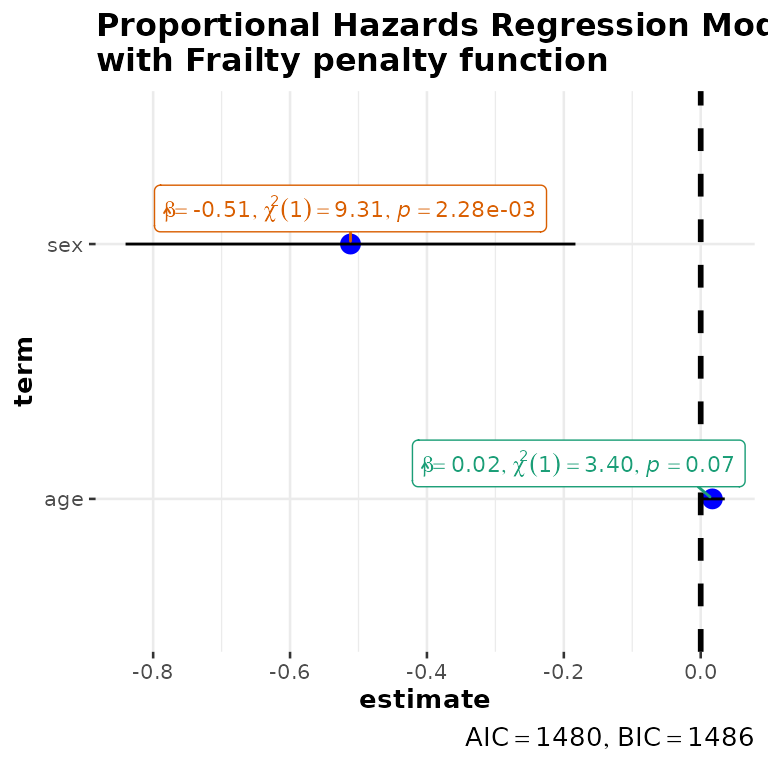 Proportional Hazards Regression Mod
with Frailty penalty function
β̂ = -0.51, χ²(1) = 9.31, p = 2.28e-03
sex
term
β̂ = 0.02, χ²(1) = 3.40, p = 0.07
age
-0.8 -0.6 -0.4 -0.2 0.0
estimate
AIC = 1480, BIC = 1486